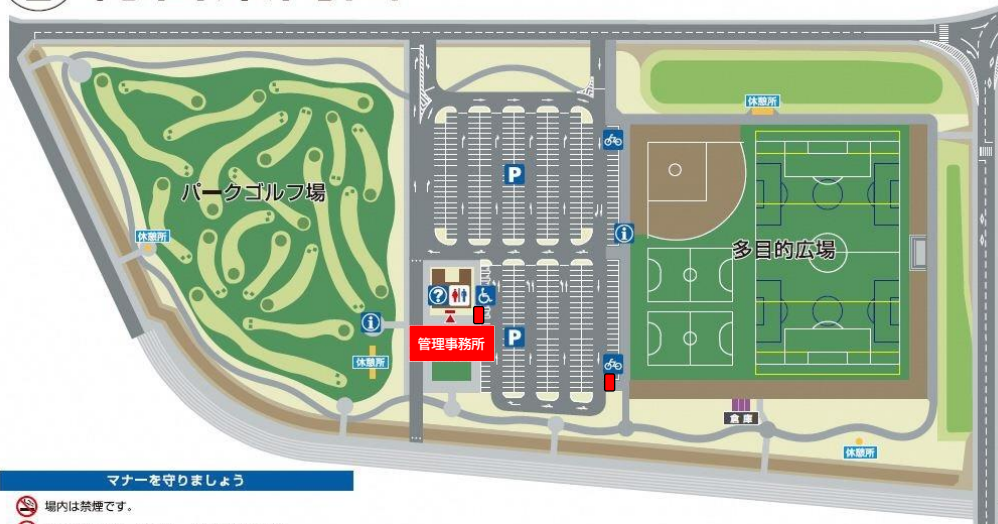 休憩所
P
パークゴルフ場
休憩所
多目的広場
管理事務所
P
休憩所
倉庫
休憩所
マナーを守りましょう
場内は禁煙です。